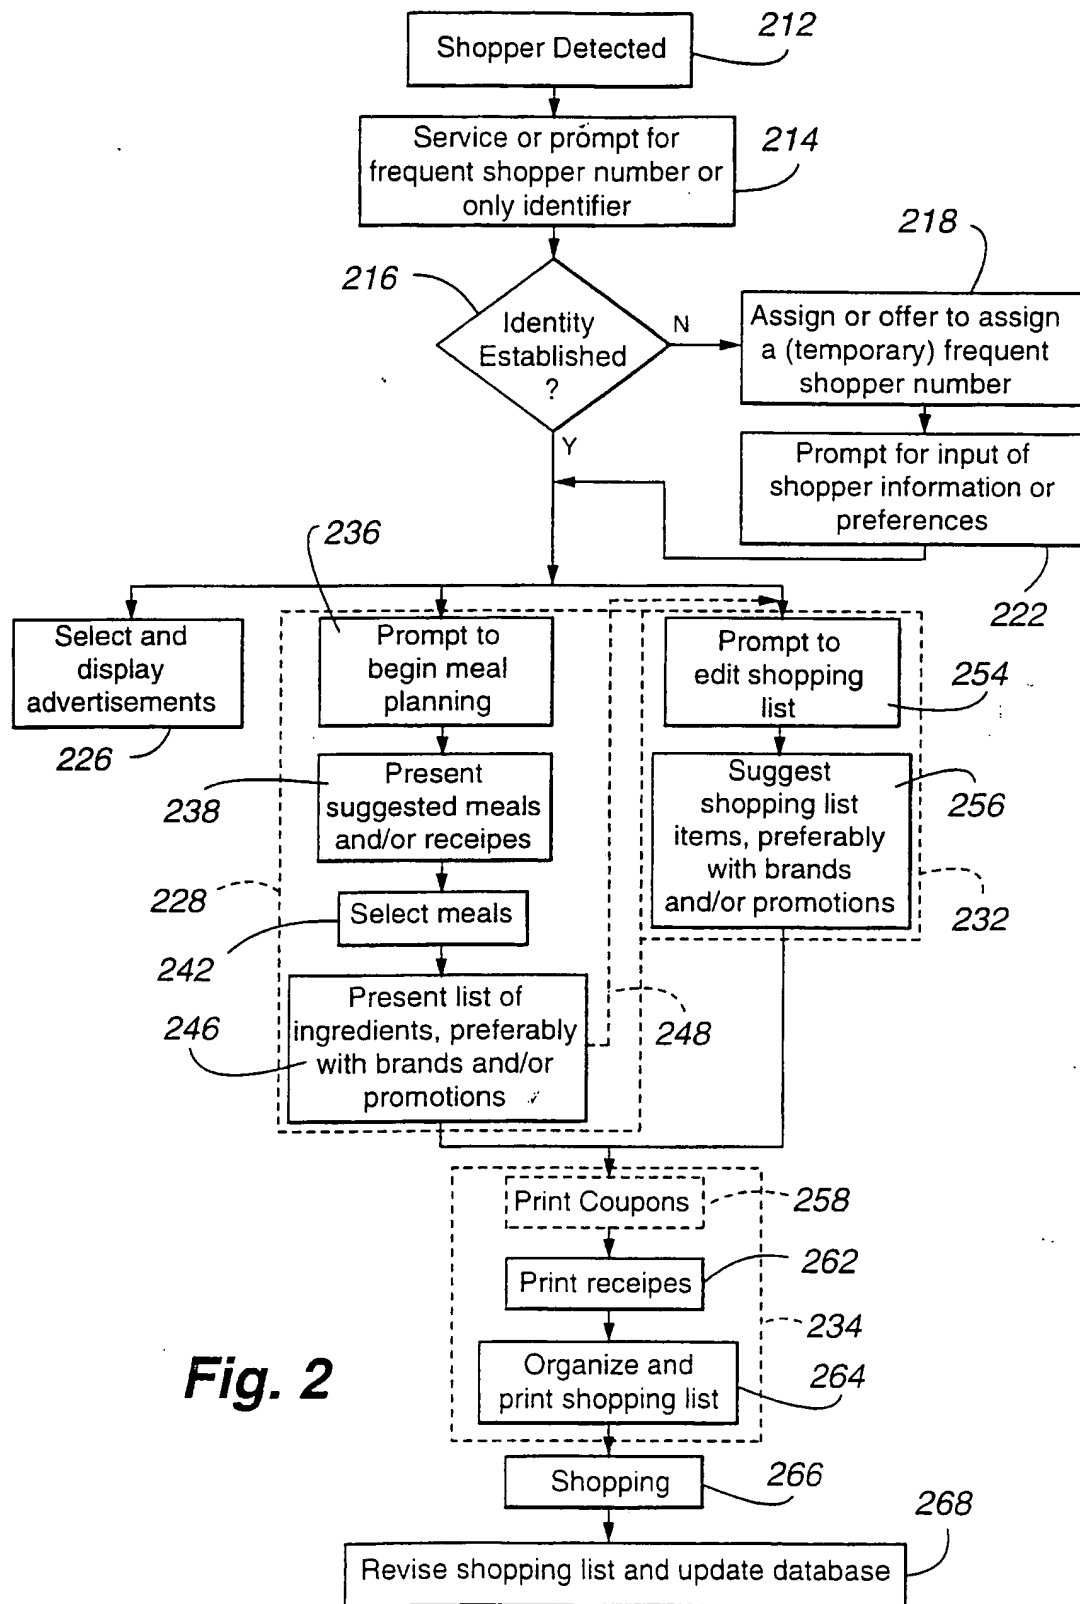 Shopper Detected
212
Service or prompt for
frequent shopper number or
only identifier
214
216
Identity
Established
?
N
Y
218
Assign or offer to assign
a (temporary) frequent
shopper number
Prompt for input of
shopper information or
preferences
222
Select and
display
advertisements
226
236
Prompt to
begin meal
planning
Prompt to
edit shopping
list
254
238
Present
suggested meals
and/or receipes
Suggest
shopping list
items, preferably
with brands
and/or promotions
256
228
Select meals
232
242
246
Present list of
ingredients, preferably
with brands and/or
promotions
248
Print Coupons
258
Print receipes
262
234
Organize and
print shopping list
264
Fig. 2
Shopping
266
268
Revise shopping list and update database